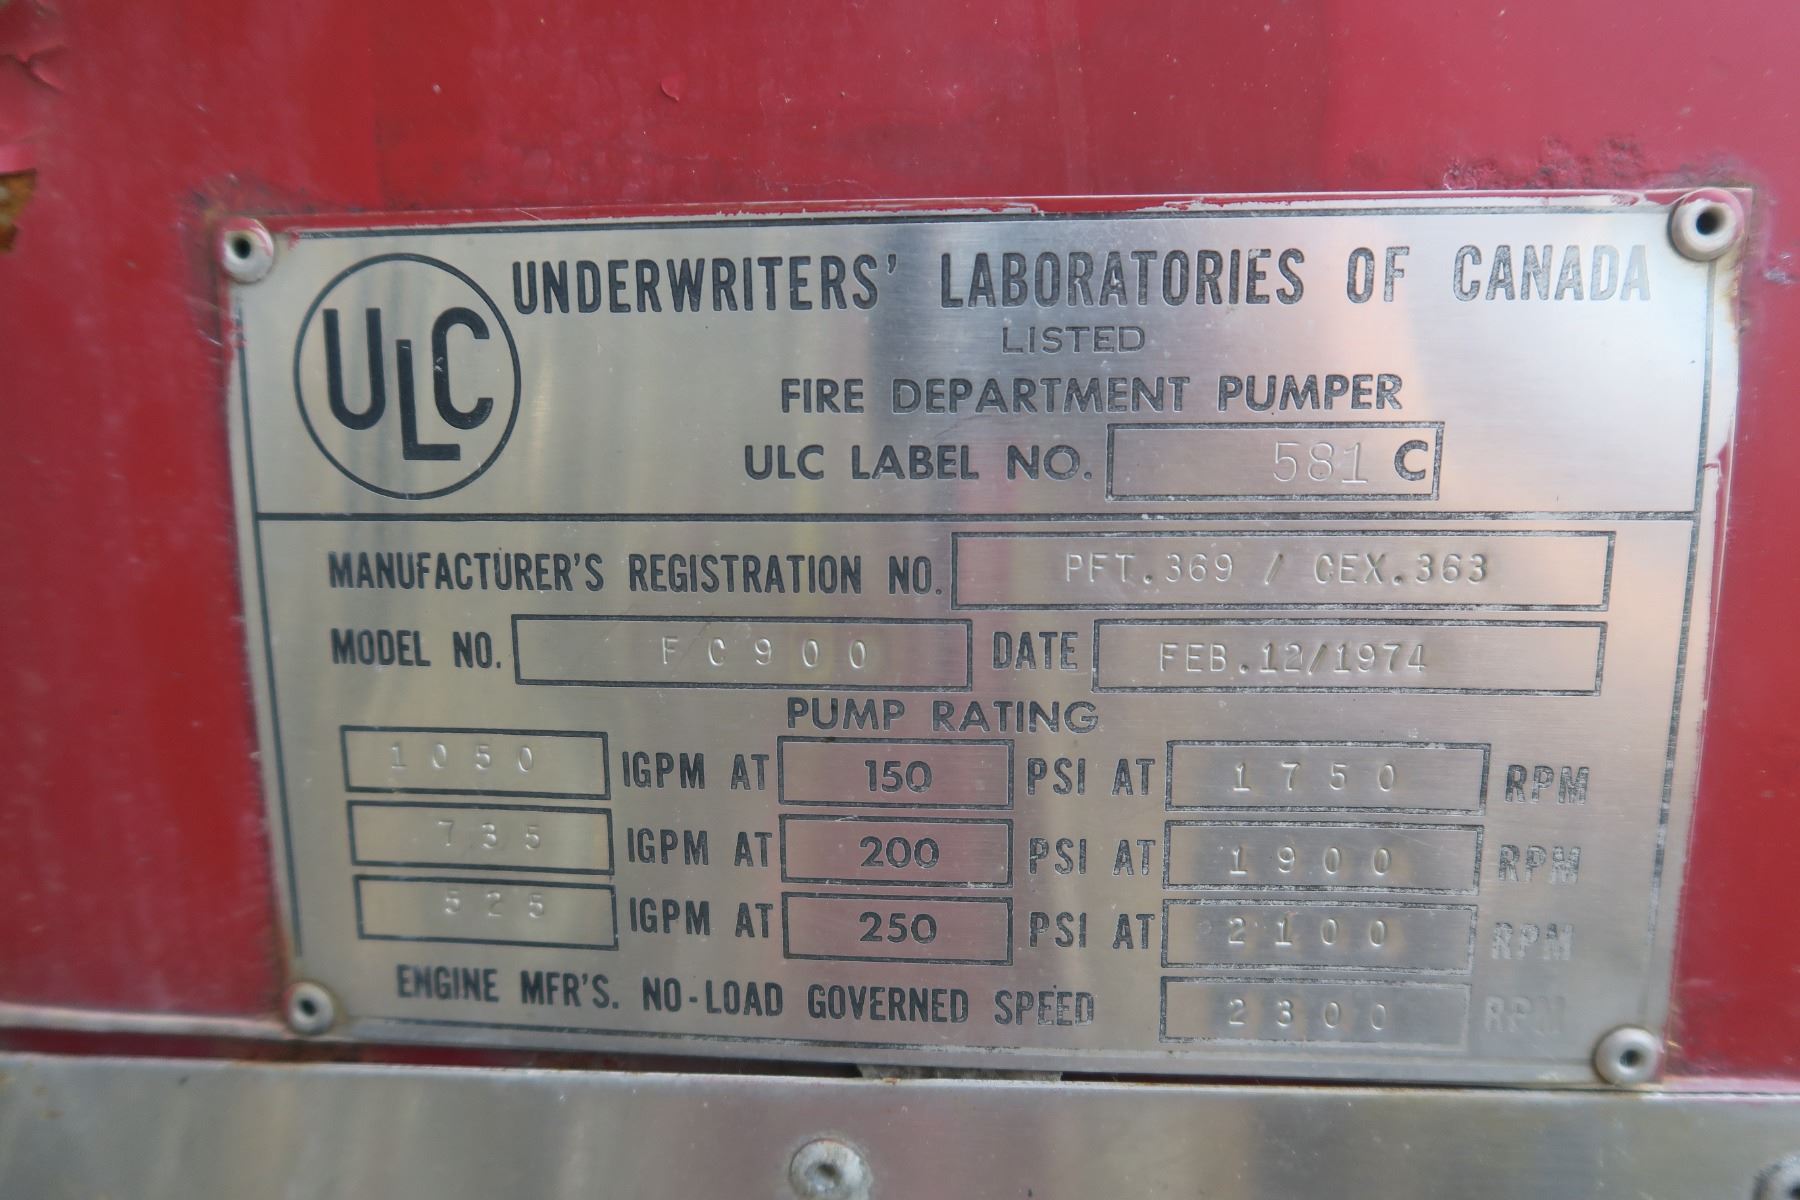 ULC
UNDERWRITERS' LABORATORIES OF CANADA
LISTED
FIRE DEPARTMENT PUMPER
ULC LABEL NO. 581 C
MANUFACTURER'S REGISTRATION NO. PFT.369 / CEX.363
MODEL NO. FC900 DATE FEB.12/1974
PUMP RATING
1050 IGPM AT 150 PSI AT 1750 RPM
735 IGPM AT 200 PSI AT 1900 RPM
525 IGPM AT 250 PSI AT 2100 RPM
ENGINE MFR'S. NO-LOAD GOVERNED SPEED 2300 RPM